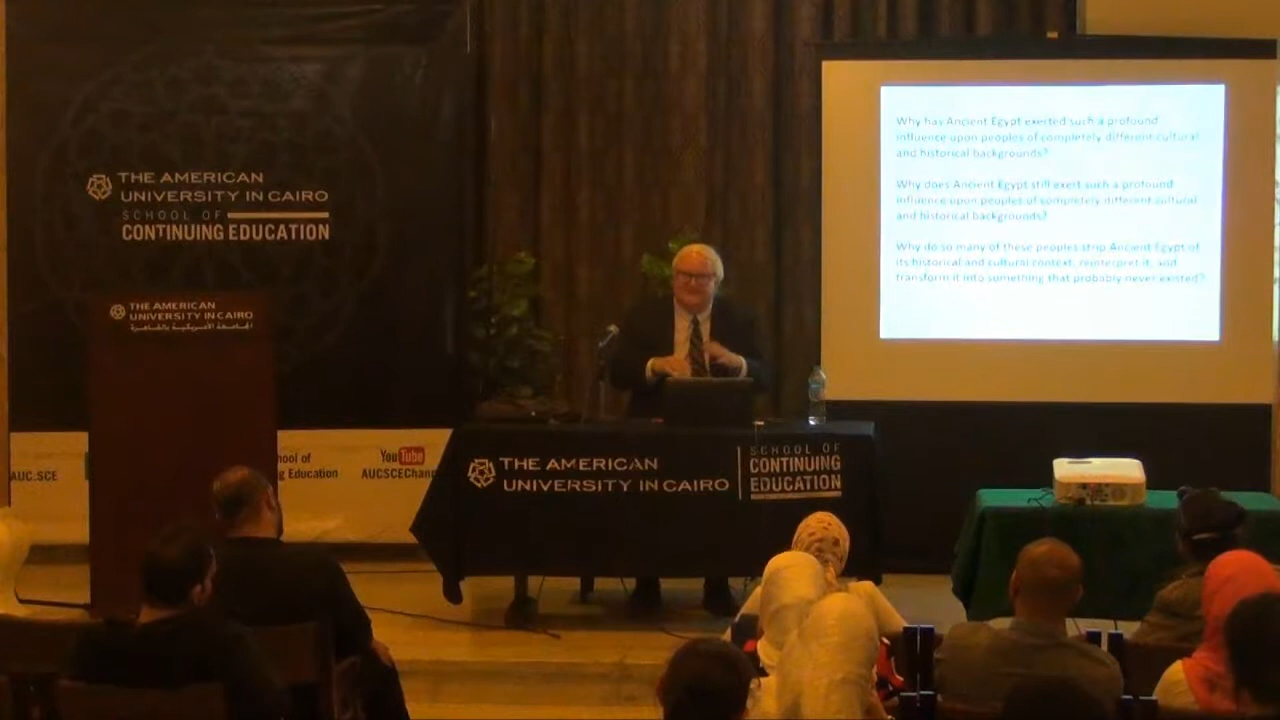 THE AMERICAN
UNIVERSITY IN CAIRO
SCHOOL OF
CONTINUING EDUCATION
THE AMERICAN
UNIVERSITY IN CAIRO
الجامعة الأمريكية بالقاهرة
AUC.SCE
hool of
g Education
YouTube
AUCSCEChan
THE AMERICAN
UNIVERSITY IN CAIRO
SCHOOL OF
CONTINUING
EDUCATION
Why has Ancient Egypt exerted such a profound
influence upon peoples of completely different cultural
and historical backgrounds?
Why does Ancient Egypt still exert such a profound
influence upon peoples of completely different cultural
and historical backgrounds?
Why do so many of these peoples strip Ancient Egypt of
its historical and cultural context, reinterpret it, and
transform it into something that probably never existed?